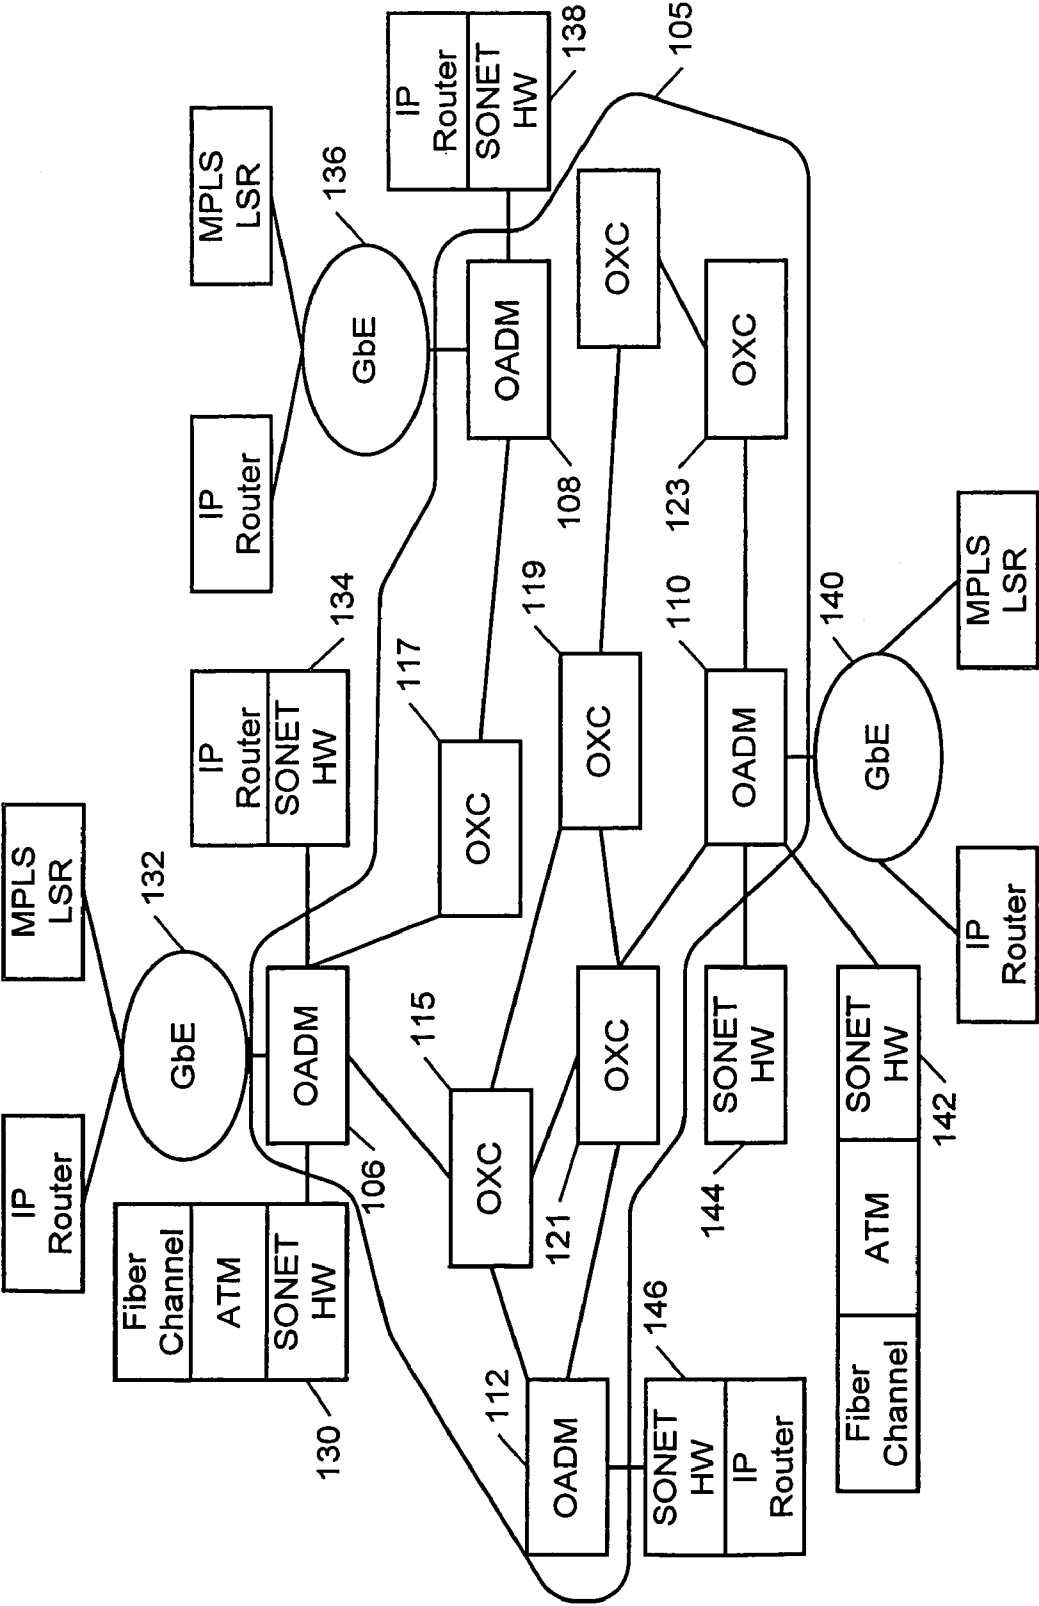 IP
Router
MPLS
LSR
132
GbE
IP
Router
MPLS
LSR
136
GbE
Fiber
Channel
ATM
SONET
HW
130
OADM
106
IP
Router
SONET
HW
134
IP
Router
SONET
HW
138
105
OXC
115
OXC
117
OADM
108
OADM
112
OXC
121
OXC
119
OXC
OXC
123
OADM
110
SONET
HW
IP
Router
146
SONET
HW
144
GbE
140
Fiber
Channel
ATM
SONET
HW
142
IP
Router
MPLS
LSR